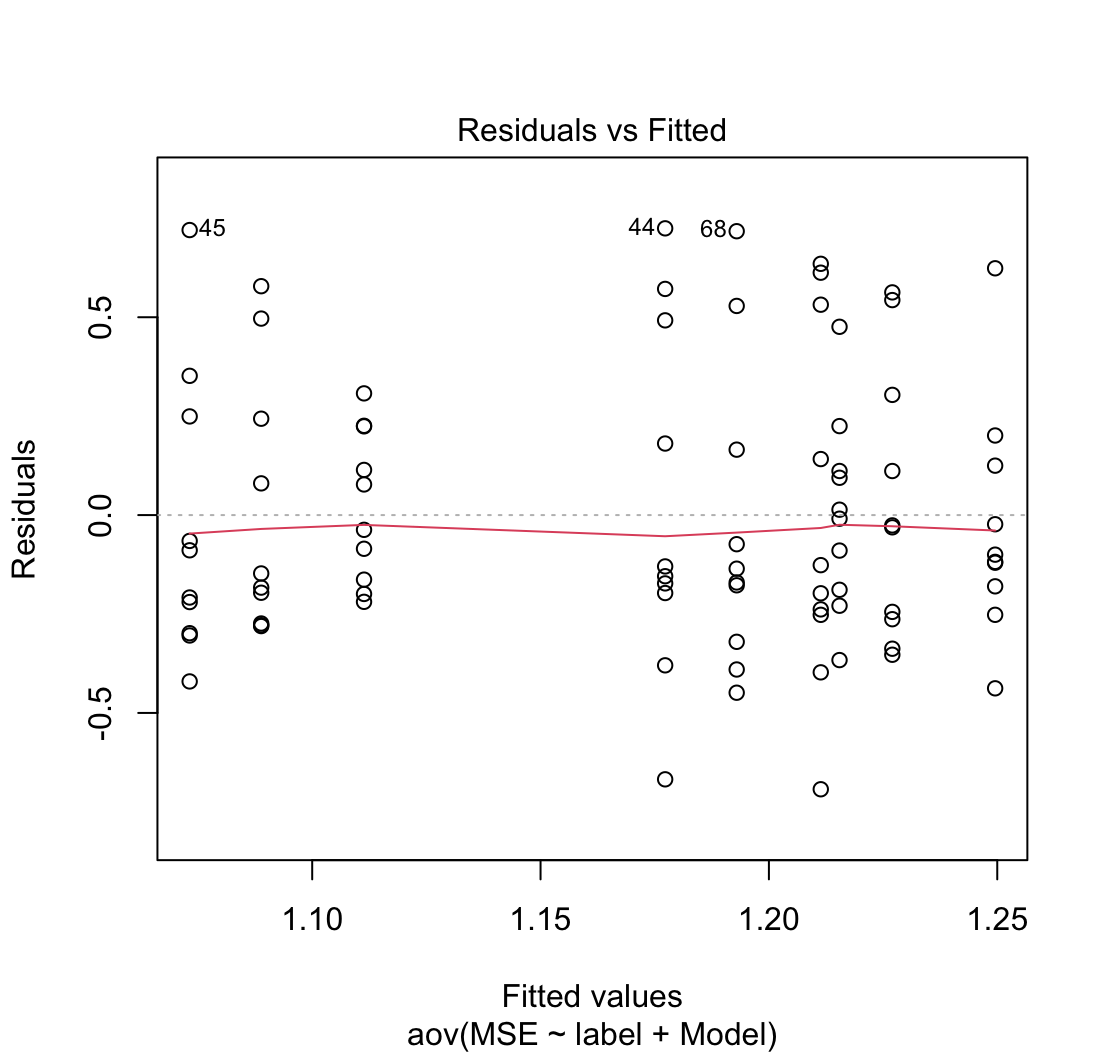 Residuals vs Fitted
45
44
68
Residuals
0.5
0.0
-0.5
1.10
1.15
1.20
1.25
Fitted values
aov(MSE ~ label + Model)